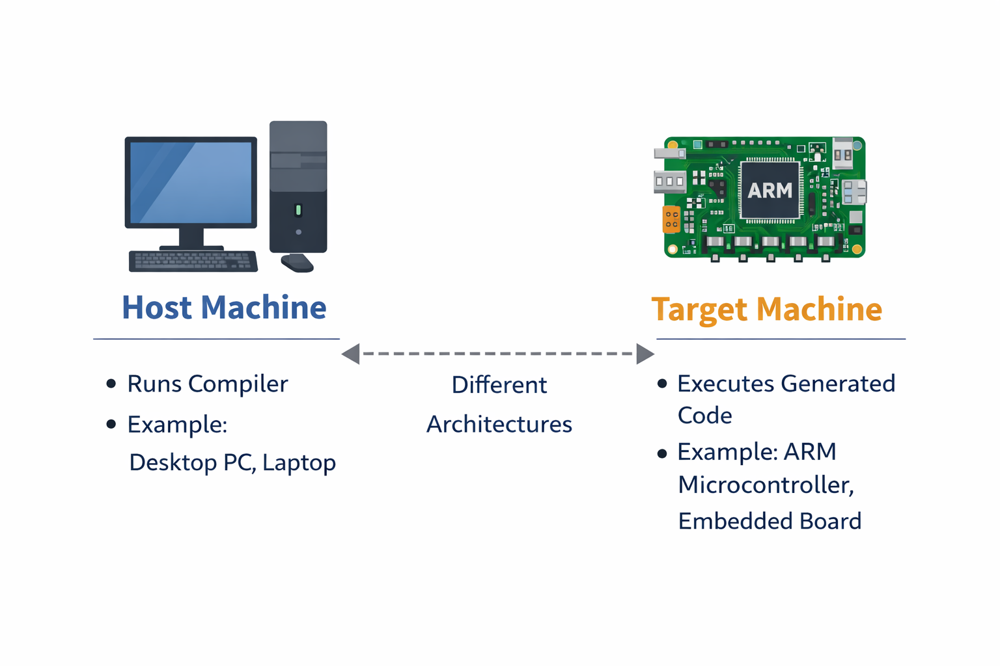 ARM
Host Machine
Target Machine
• Runs Compiler
• Example:
Desktop PC, Laptop
Different
Architectures
• Executes Generated
Code
• Example: ARM
Microcontroller,
Embedded Board